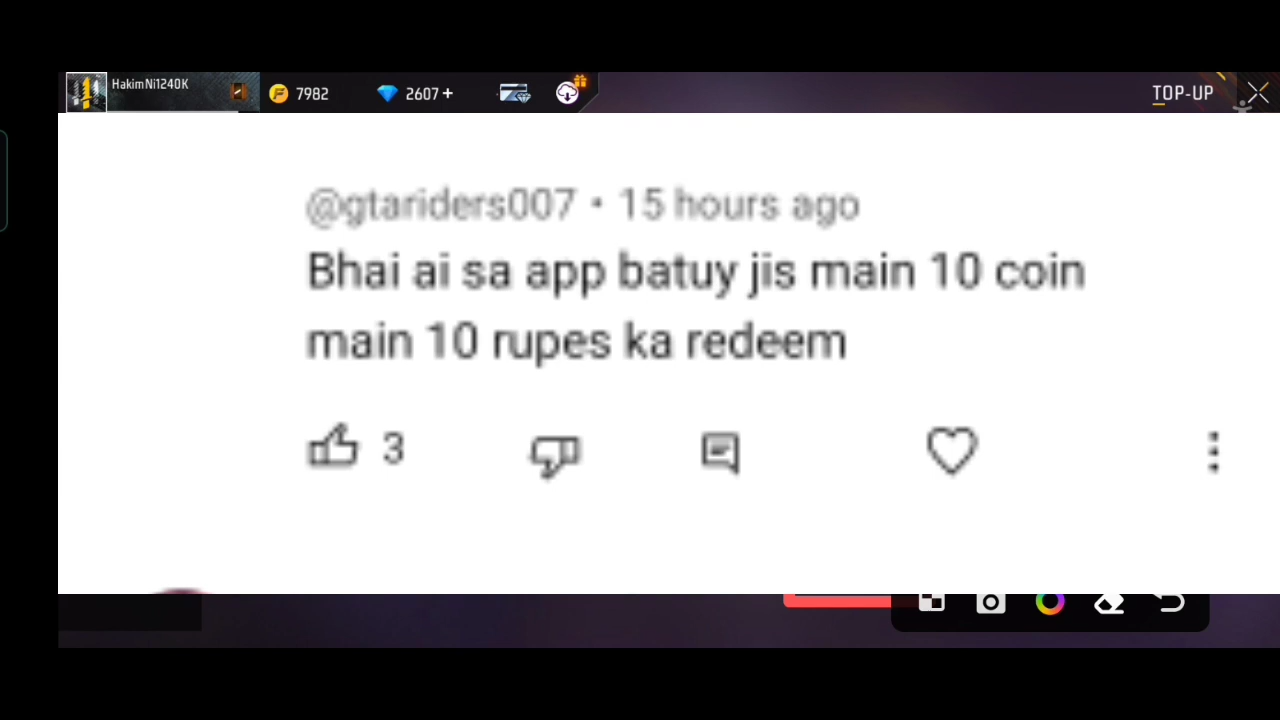 HakimNi1240K
7982
2607+
TOP-UP
@gtariders007 • 15 hours ago
Bhai ai sa app batuy jis main 10 coin
main 10 rupes ka redeem
3